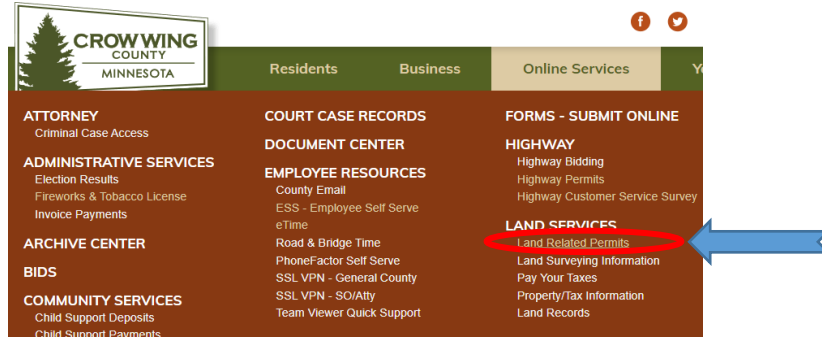 CROW WING
COUNTY
MINNESOTA
Residents
Business
Online Services
ATTORNEY
Criminal Case Access
ADMINISTRATIVE SERVICES
Election Results
Fireworks & Tobacco License
Invoice Payments
ARCHIVE CENTER
BIDS
COMMUNITY SERVICES
Child Support Deposits
Child Support Payments
COURT CASE RECORDS
DOCUMENT CENTER
EMPLOYEE RESOURCES
County Email
ESS - Employee Self Serve
eTime
Road & Bridge Time
PhoneFactor Self Serve
SSL VPN - General County
SSL VPN - SO/Atty
Team Viewer Quick Support
FORMS - SUBMIT ONLINE
HIGHWAY
Highway Bidding
Highway Permits
Highway Customer Service Survey
LAND SERVICES
Land Related Permits
Land Surveying Information
Pay Your Taxes
Property/Tax Information
Land Records